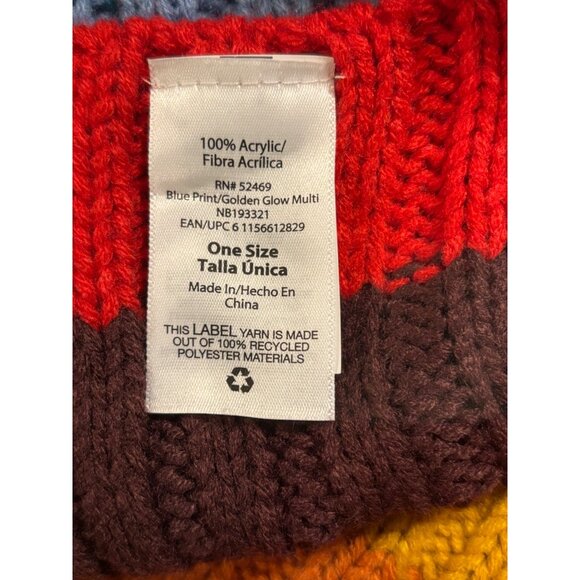 100% Acrylic/
Fibra Acrílica
RN# 52469
Blue Print/Golden Glow Multi
NB193321
EAN/UPC 6 1156612829
One Size
Talla Única
Made In/Hecho En
China
THIS LABEL YARN IS MADE
OUT OF 100% RECYCLED
POLYESTER MATERIALS